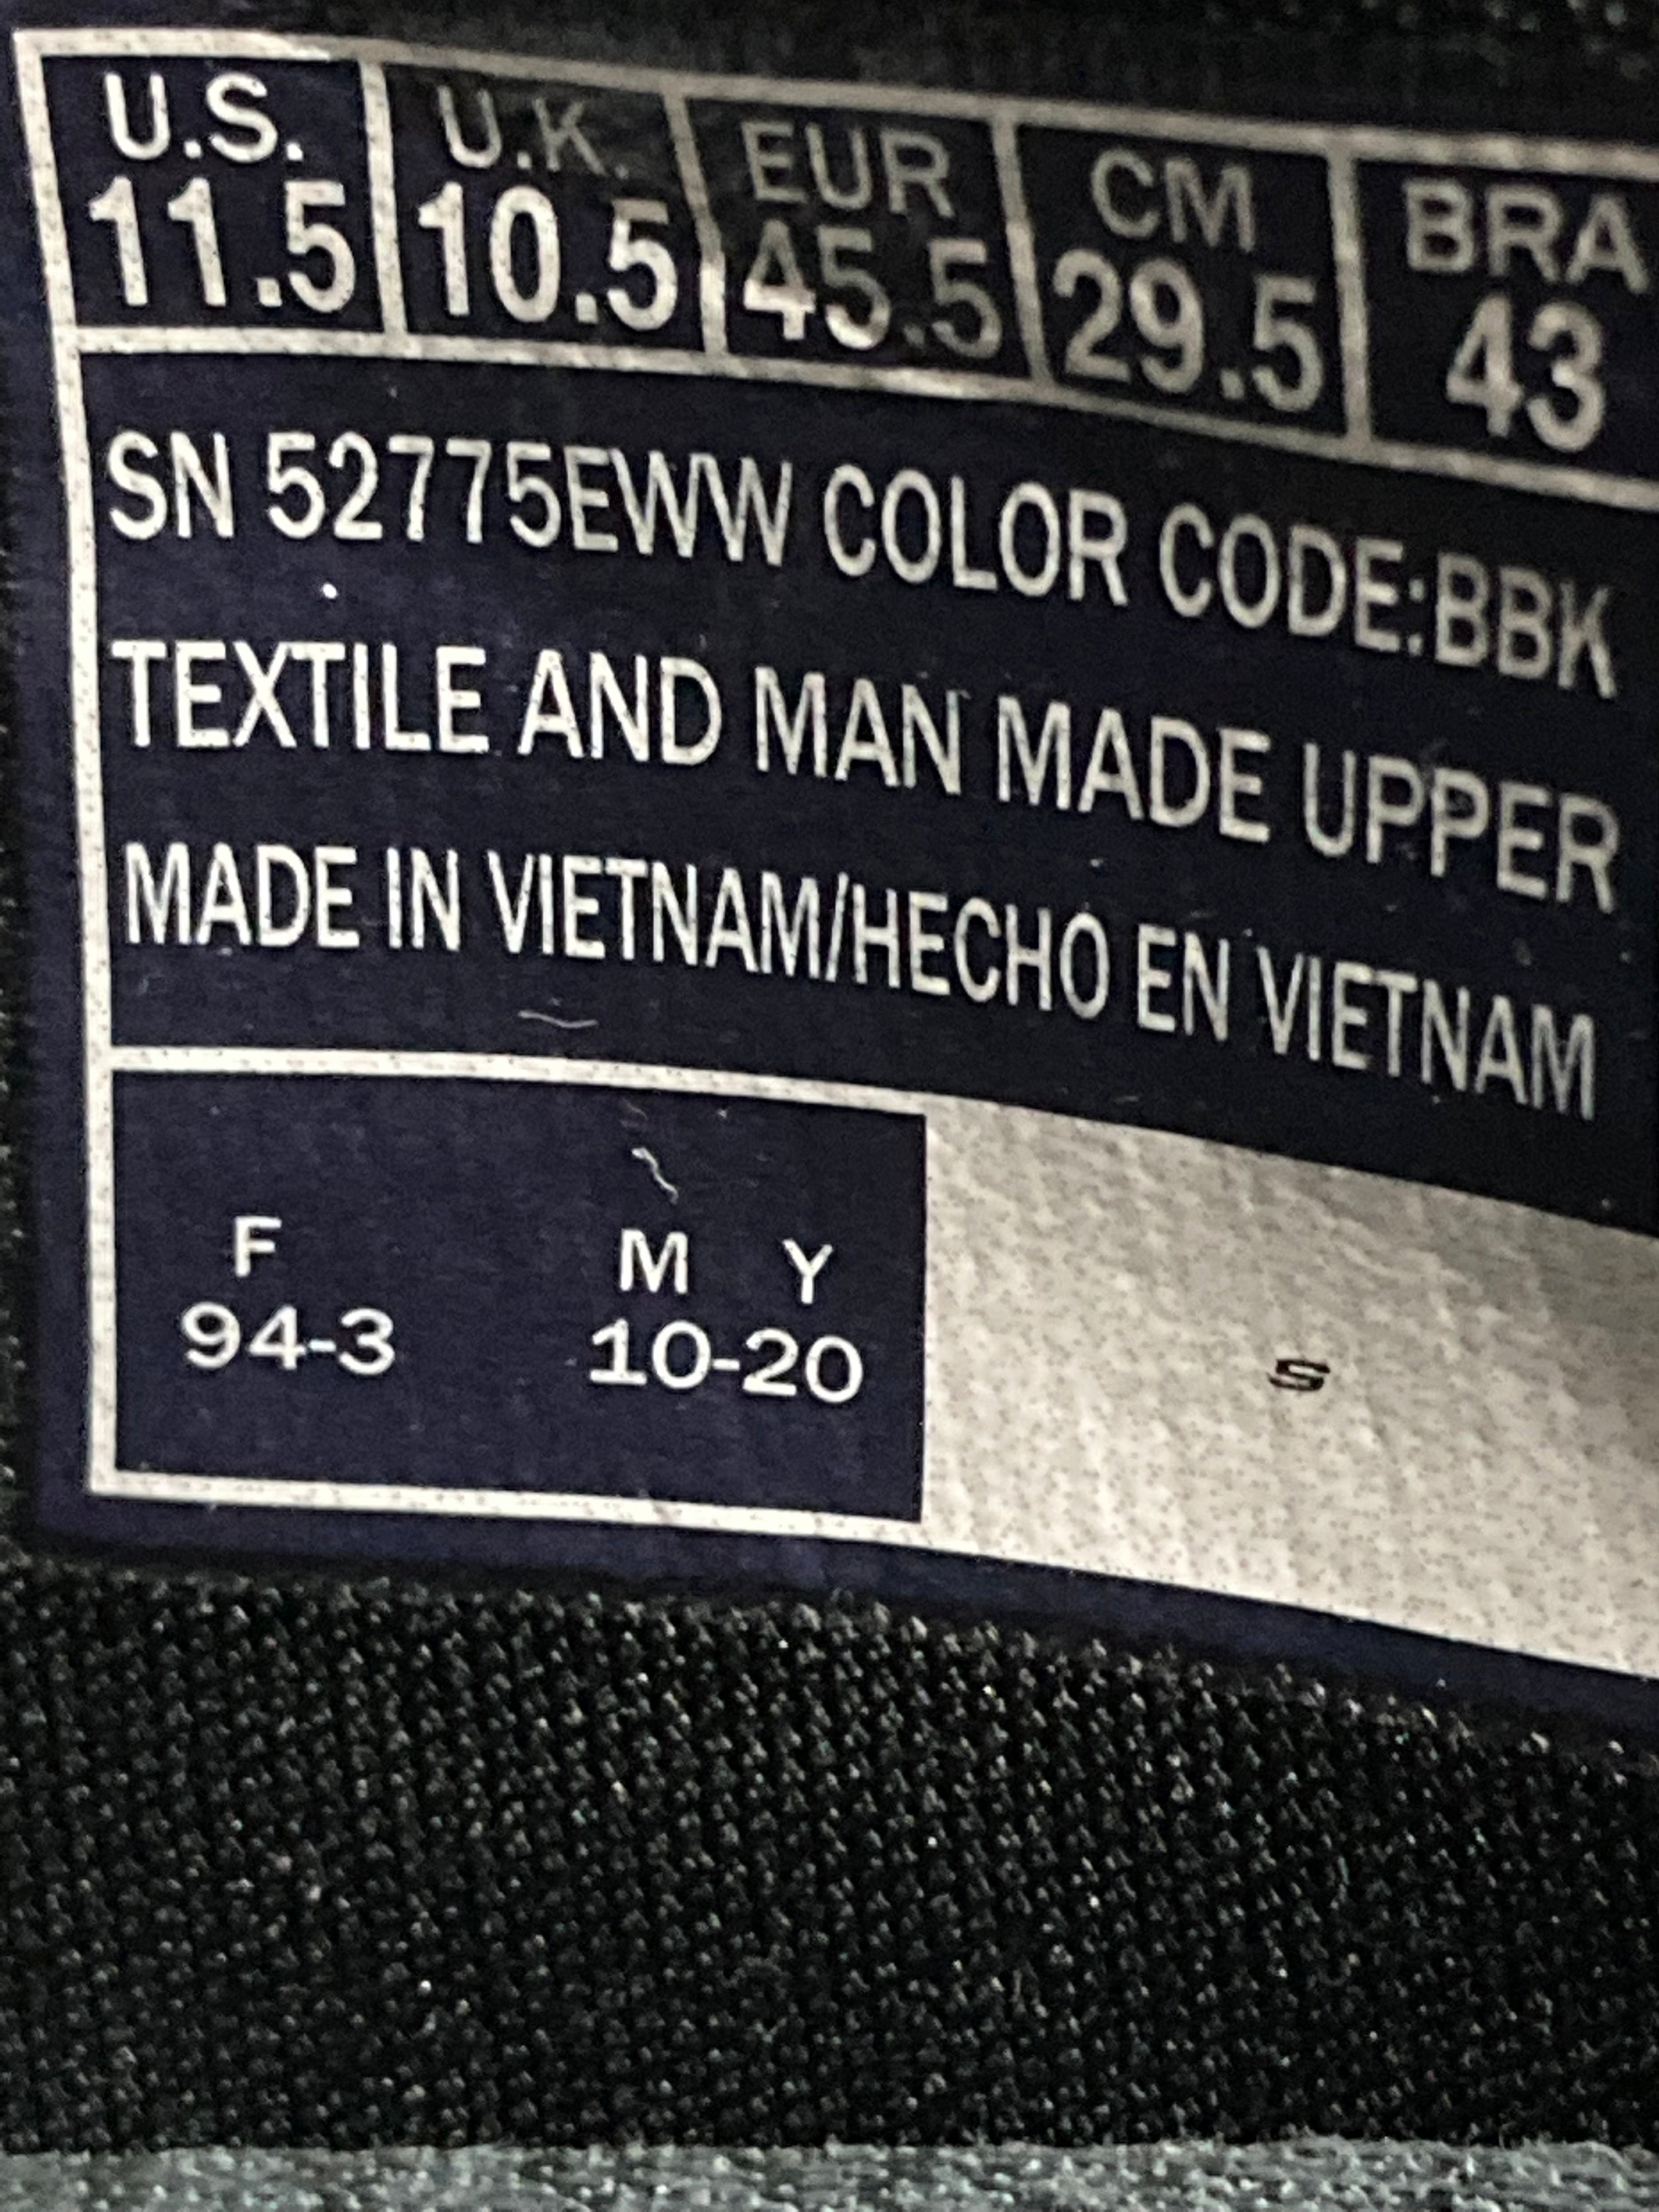 U.S. U.K. EUR CM BRA
11.5 10.5 45.5 29.5 43
SN 52775EWW COLOR CODE:BBK
TEXTILE AND MAN MADE UPPER
MADE IN VIETNAM/HECHO EN VIETNAM
F M Y
94-3 10-20
S